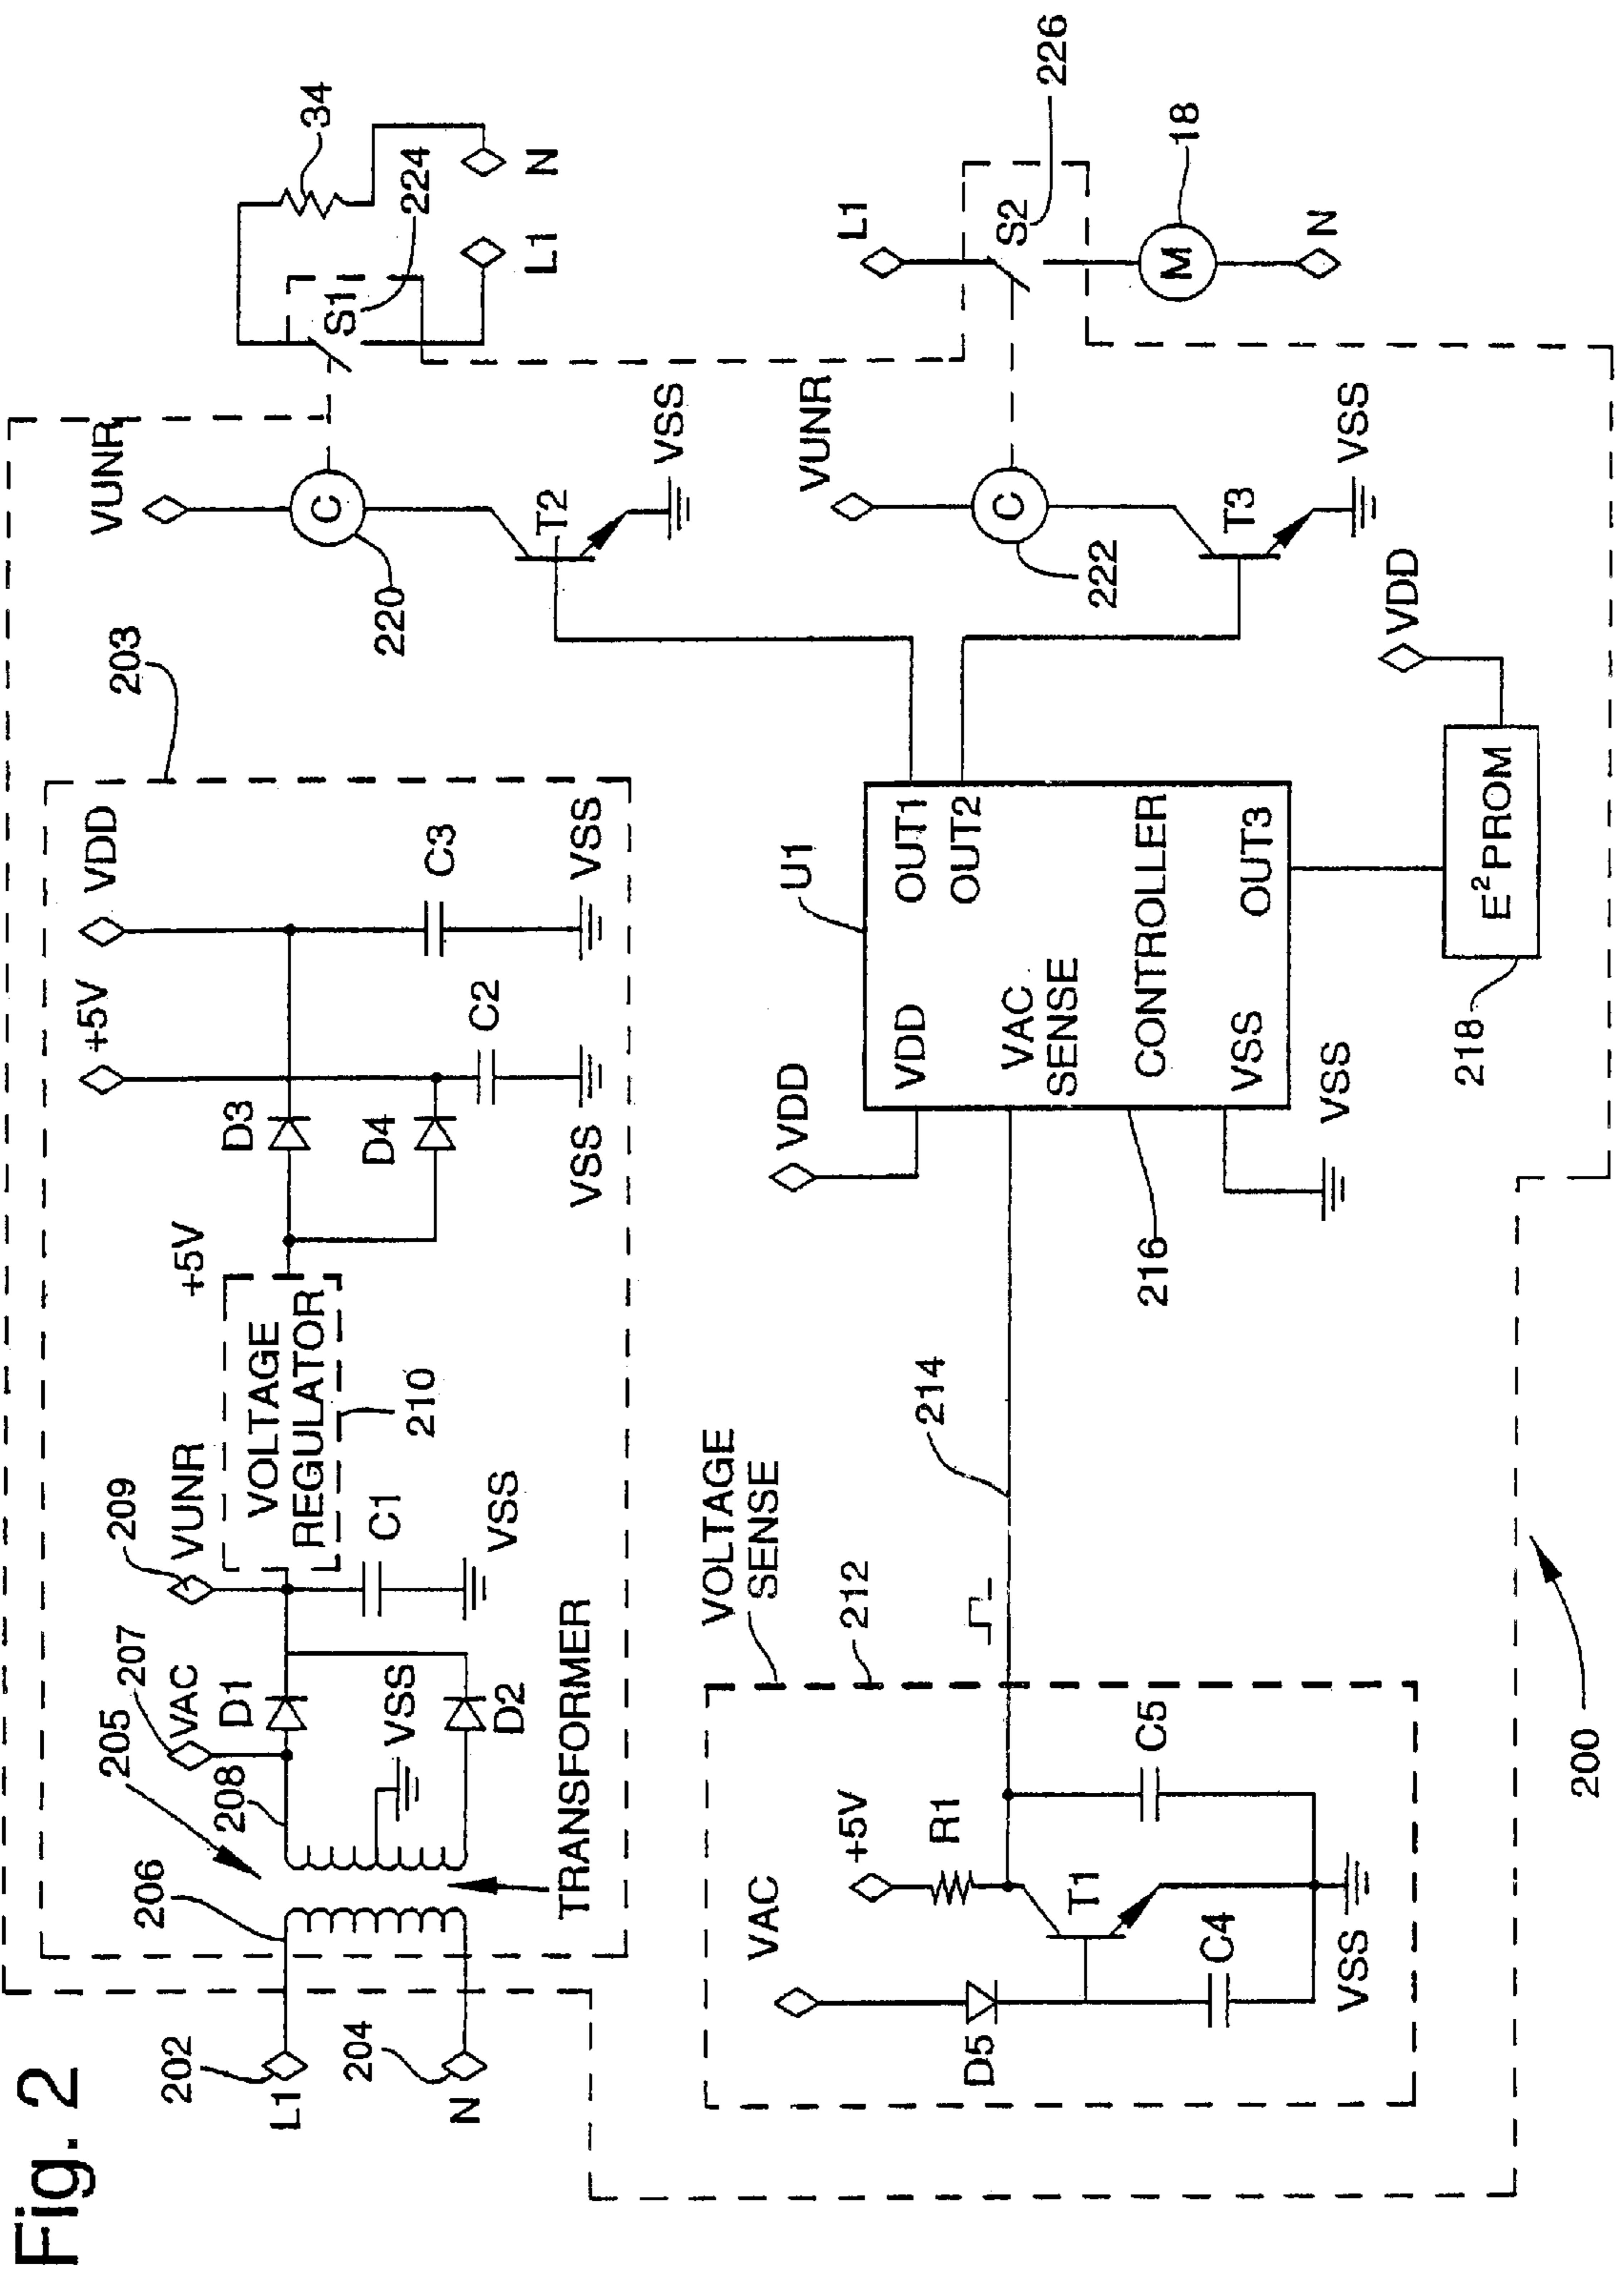 Fig. 2
L1
202
204
N
206
208
205
207
VAC
D1
VSS
D2
TRANSFORMER
209
VUNR
C1
VSS
VOLTAGE
REGULATOR
210
+5V
D3
D4
+5V
C2
VSS
VDD
C3
VSS
203
VUNR
C
220
T2
VSS
S1
224
34
L1
N
VUNR
C
222
T3
VSS
L1
S2
226
M
18
N
VOLTAGE
SENSE
212
VAC
D5
+5V
R1
T1
C4
C5
VSS
214
VDD
U1
VDD
OUT1
OUT2
VAC
SENSE
CONTROLLER
VSS
OUT3
VSS
216
VDD
E²PROM
218
200